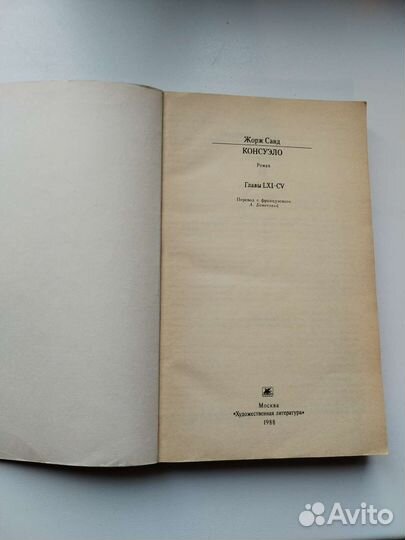 Жорж Санд
КОНСУЭЛО
Роман
Главы LXI-CV
Перевод с французского
А. Бекетовой
Москва
«Художественная литература»
1988
Avito